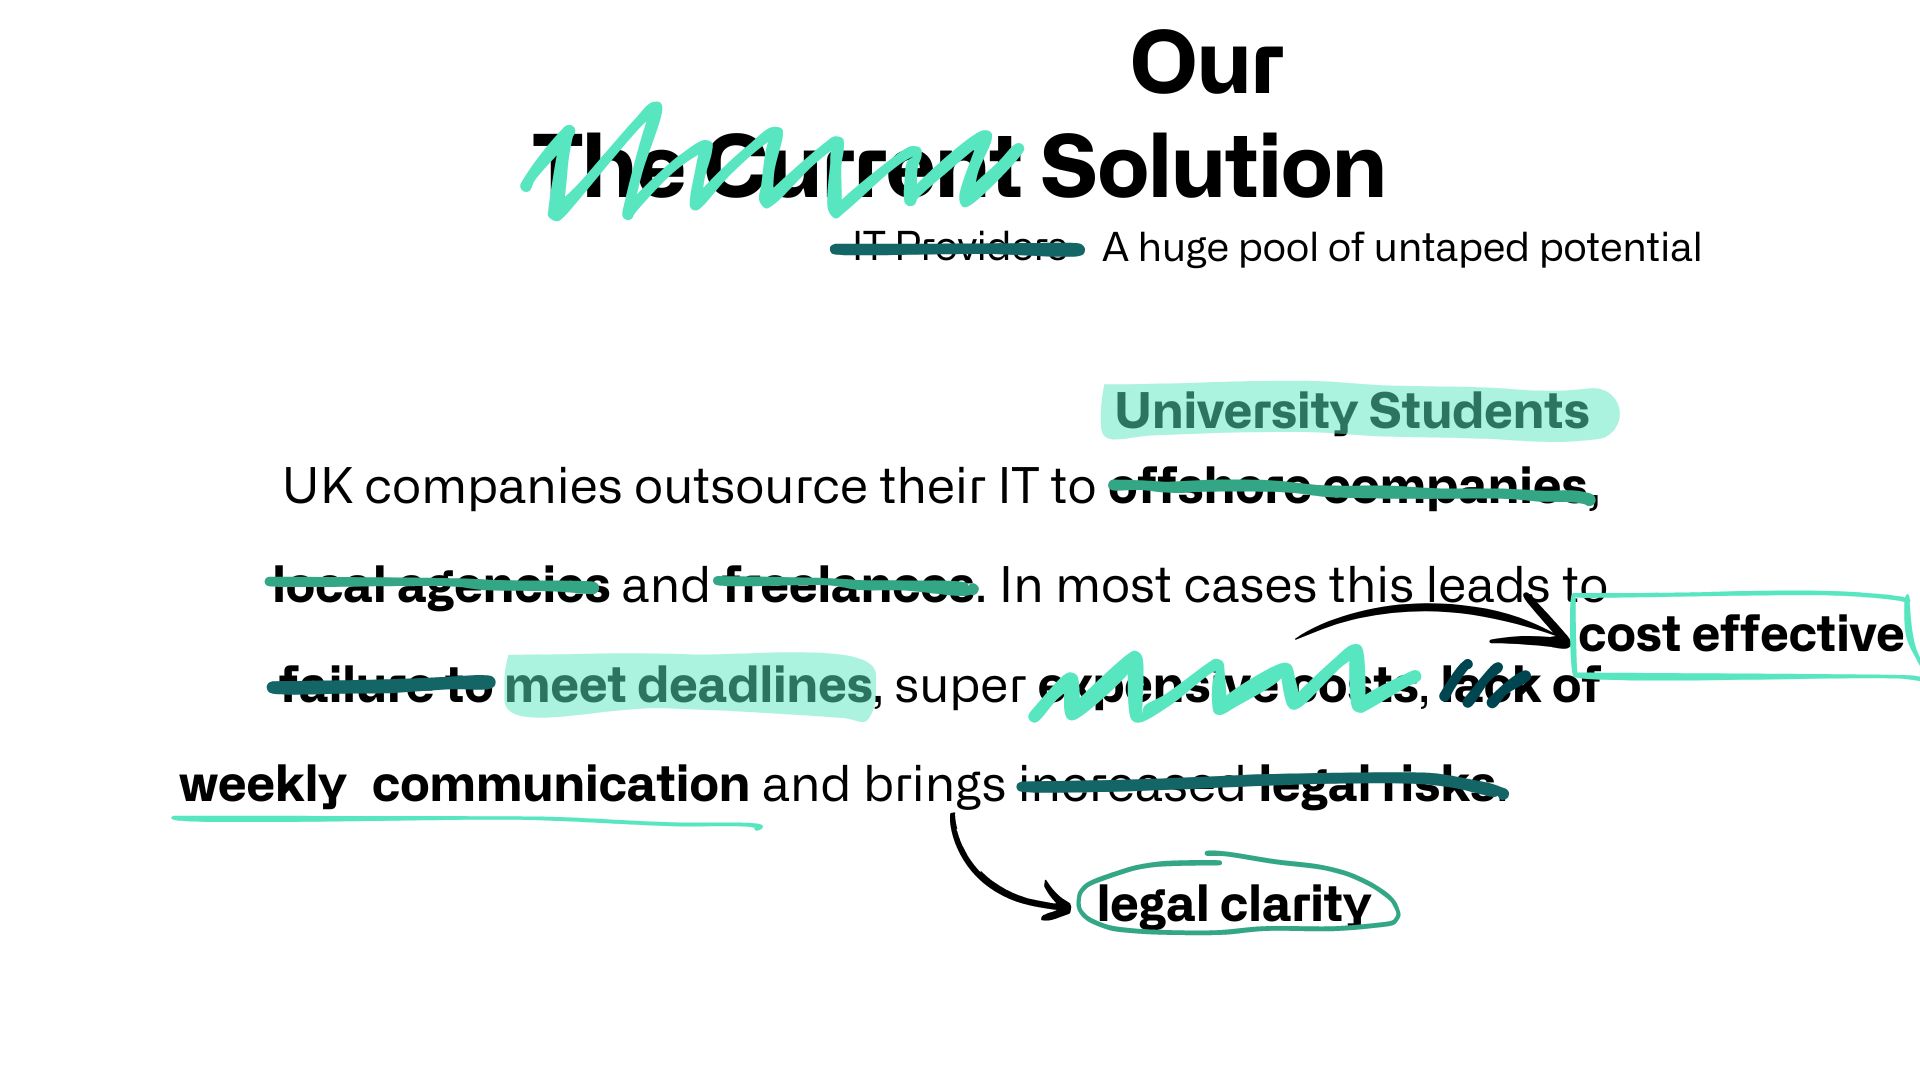 Our
The Current Solution
IT Providers A huge pool of untaped potential
University Students
UK companies outsource their IT to offshore companies,
local agencies and freelances. In most cases this leads to
cost effective
failure to meet deadlines, super expensive costs, lack of
weekly communication and brings increased legal risks.
legal clarity